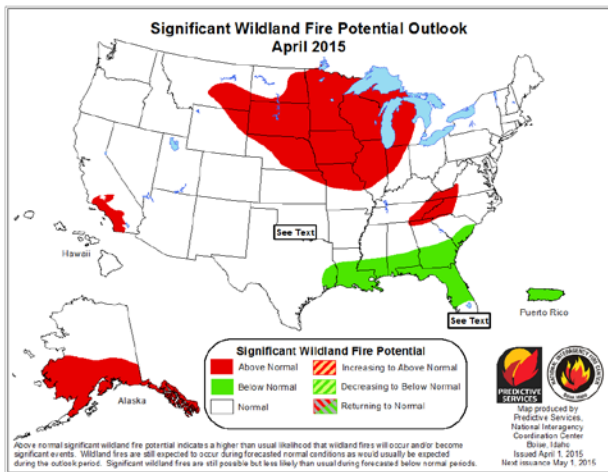 Significant Wildland Fire Potential Outlook
April 2015
See Text
Hawaii
See Text
Puerto Rico
Alaska
Significant Wildland Fire Potential
Above Normal
Increasing to Above Normal
Below Normal
Decreasing to Below Normal
Normal
Returning to Normal
PREDICTIVE
SERVICES
NATIONAL INTERAGENCY FIRE CENTER
Map produced by
Predictive Services,
National Interagency
Coordination Center
Boise, Idaho
Issued April 1, 2015
Next issuance May 1, 2015
Above normal significant wildland fire potential indicates a higher than usual likelihood that wildland fires will occur and/or become
significant events. Wildland fires are still expected to occur during forecasted normal conditions as would usually be expected
during the outlook period. Significant wildland fires are still possible but less likely than usual during forecasted below normal periods.